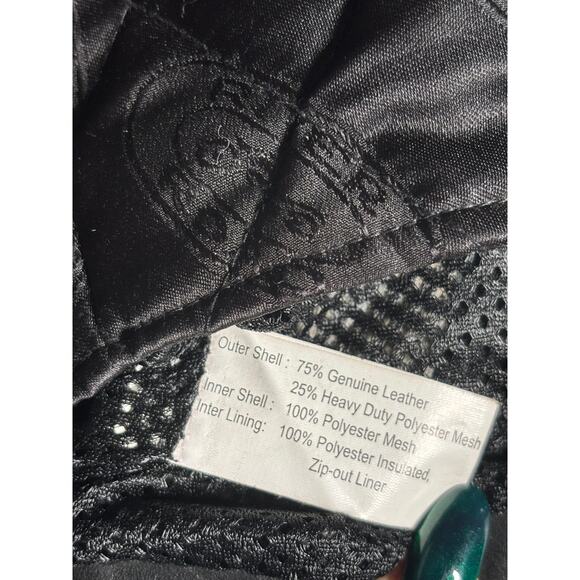 Outer Shell : 75% Genuine Leather
25% Heavy Duty Polyester Mesh
Inner Shell : 100% Polyester Mesh
Inter Lining: 100% Polyester Insulated,
Zip-out Liner